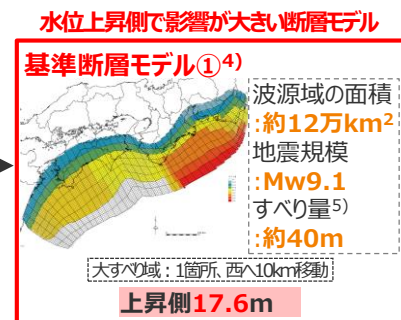 水位上昇側で影響が大きい断層モデル
基準断層モデル①4)
波源域の面積
:約12万km2
地震規模
:Mw9.1
すべり量5)
:約40m
大すべり域:1箇所、西へ10km移動
上昇側17.6m